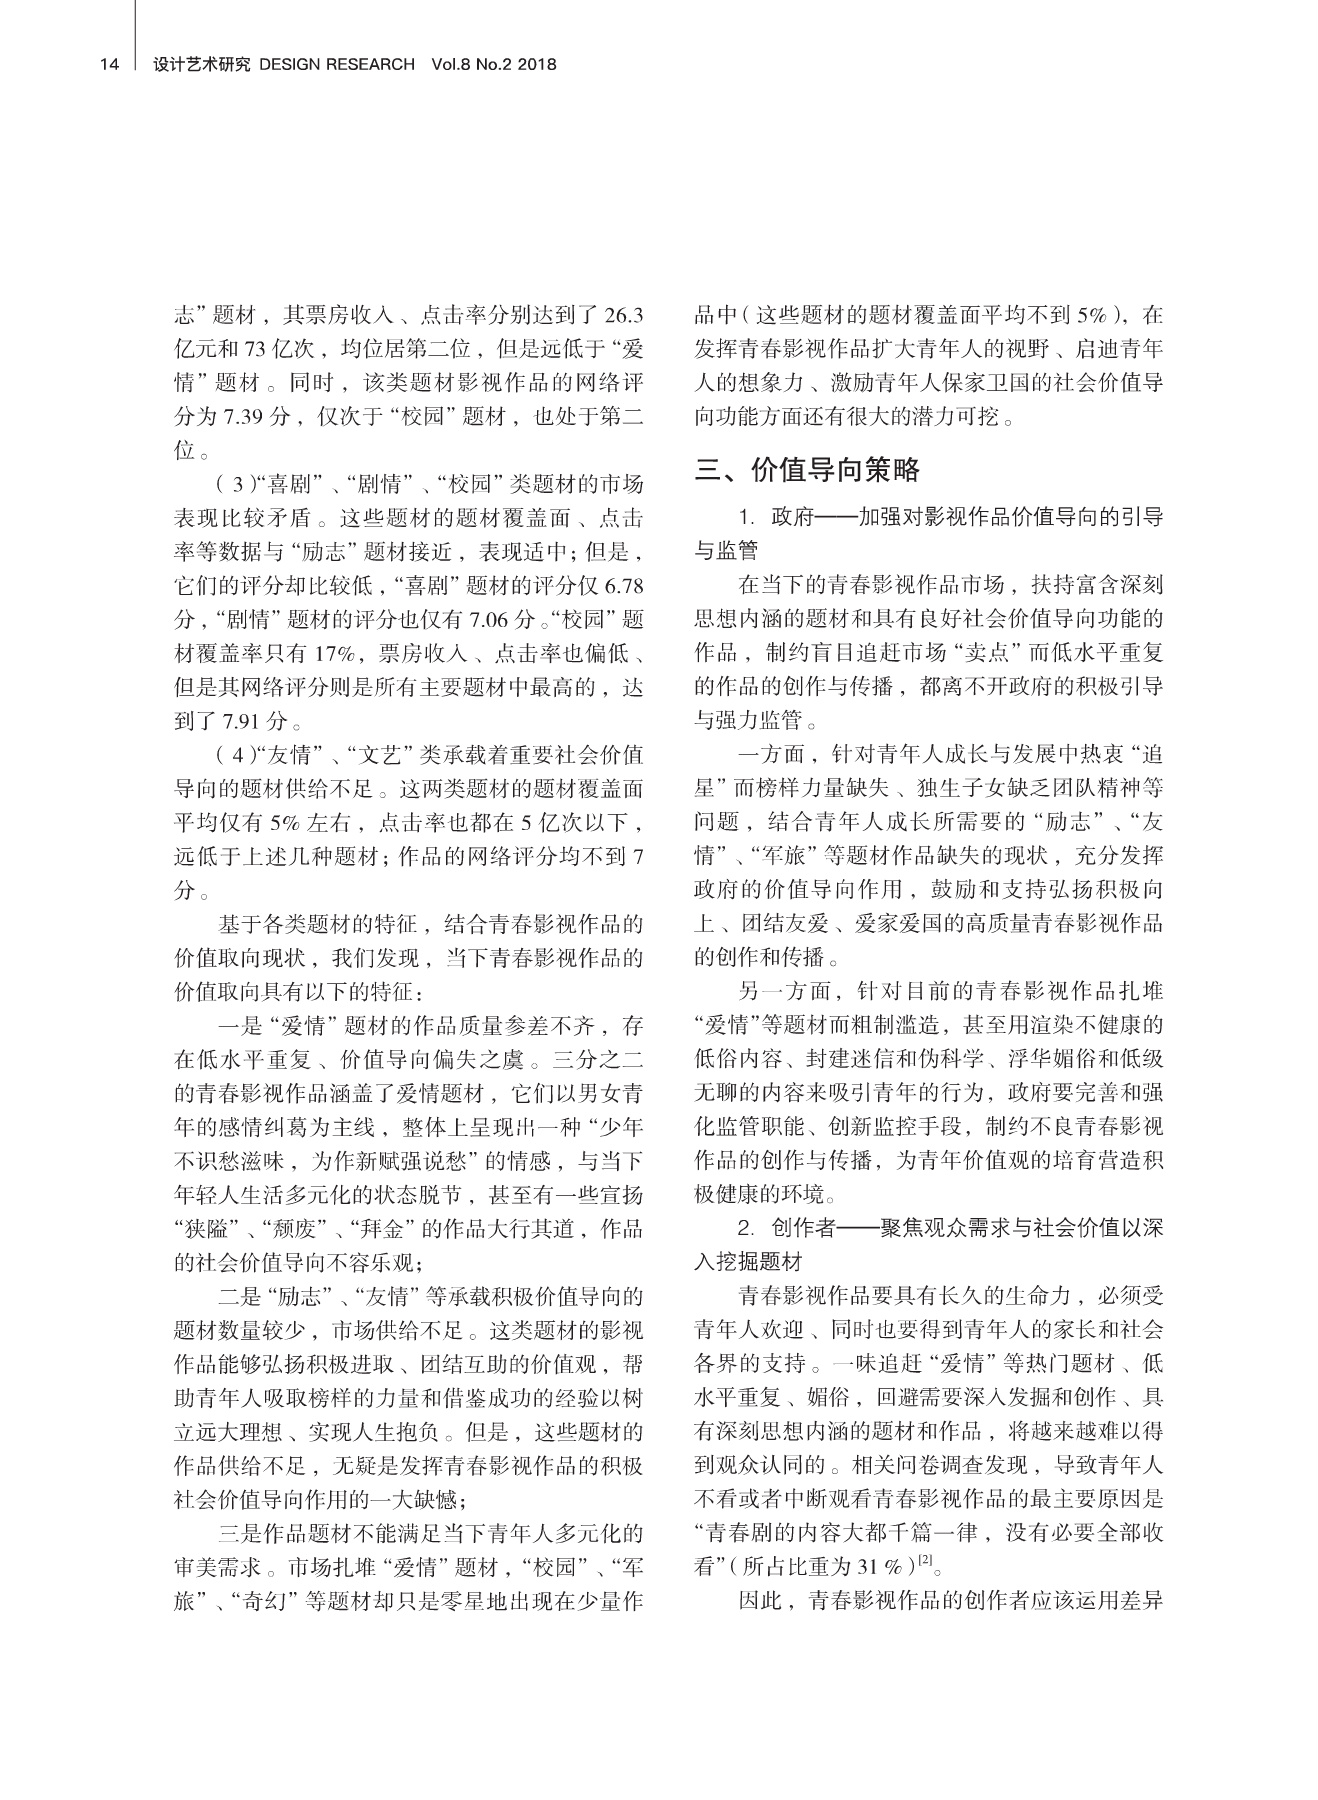 14 设计艺术研究 DESIGN RESEARCH Vol.8 No.2 2018
志”题材，其票房收入、点击率分别达到了 26.3
亿元和 73 亿次，均位居第二位，但是远低于“爱
情”题材。同时，该类题材影视作品的网络评
分为 7.39 分，仅次于“校园”题材，也处于第二
位。
（3）“喜剧”、“剧情”、“校园”类题材的市场
表现比较矛盾。这些题材的题材覆盖面、点击
率等数据与“励志”题材接近，表现适中；但是，
它们的评分却比较低，“喜剧”题材的评分仅 6.78
分，“剧情”题材的评分也仅有 7.06 分。“校园”题
材覆盖率只有 17%，票房收入、点击率也偏低、
但是其网络评分则是所有主要题材中最高的，达
到了 7.91 分。
（4）“友情”、“文艺”类承载着重要社会价值
导向的题材供给不足。这两类题材的题材覆盖面
平均仅有 5% 左右，点击率也都在 5 亿次以下，
远低于上述几种题材；作品的网络评分均不到 7
分。
基于各类题材的特征，结合青春影视作品的
价值取向现状，我们发现，当下青春影视作品的
价值取向具有以下的特征：
一是“爱情”题材的作品质量参差不齐，存
在低水平重复、价值导向偏失之虞。三分之二
的青春影视作品涵盖了爱情题材，它们以男女青
年的感情纠葛为主线，整体上呈现出一种“少年
不识愁滋味，为作新赋强说愁”的情感，与当下
年轻人生活多元化的状态脱节，甚至有一些宣扬
“狭隘”、“颓废”、“拜金”的作品大行其道，作品
的社会价值导向不容乐观；
二是“励志”、“友情”等承载积极价值导向的
题材数量较少，市场供给不足。这类题材的影视
作品能够弘扬积极进取、团结互助的价值观，帮
助青年人吸取榜样的力量和借鉴成功的经验以树
立远大理想、实现人生抱负。但是，这些题材的
作品供给不足，无疑是发挥青春影视作品的积极
社会价值导向作用的一大缺憾；
三是作品题材不能满足当下青年人多元化的
审美需求。市场扎堆“爱情”题材，“校园”、“军
旅”、“奇幻”等题材却只是零星地出现在少量作
品中（这些题材的题材覆盖面平均不到 5%），在
发挥青春影视作品扩大青年人的视野、启迪青年
人的想象力、激励青年人保家卫国的社会价值导
向功能方面还有很大的潜力可挖。
三、价值导向策略
1. 政府——加强对影视作品价值导向的引导
与监管
在当下的青春影视作品市场，扶持富含深刻
思想内涵的题材和具有良好社会价值导向功能的
作品，制约盲目追赶市场“卖点”而低水平重复
的作品的创作与传播，都离不开政府的积极引导
与强力监管。
一方面，针对青年人成长与发展中热衷“追
星”而榜样力量缺失、独生子女缺乏团队精神等
问题，结合青年人成长所需要的“励志”、“友
情”、“军旅”等题材作品缺失的现状，充分发挥
政府的价值导向作用，鼓励和支持弘扬积极向
上、团结友爱、爱家爱国的高质量青春影视作品
的创作和传播。
另一方面，针对目前的青春影视作品扎堆
“爱情”等题材而粗制滥造，甚至用渲染不健康的
低俗内容、封建迷信和伪科学、浮华媚俗和低级
无聊的内容来吸引青年的行为，政府要完善和强
化监管职能、创新监控手段，制约不良青春影视
作品的创作与传播，为青年价值观的培育营造积
极健康的环境。
2. 创作者——聚焦观众需求与社会价值以深
入挖掘题材
青春影视作品要具有长久的生命力，必须受
青年人欢迎、同时也要得到青年人的家长和社会
各界的支持。一味追赶“爱情”等热门题材、低
水平重复、媚俗，回避需要深入发掘和创作、具
有深刻思想内涵的题材和作品，将越来越难以得
到观众认同的。相关问卷调查发现，导致青年人
不看或者中断观看青春影视作品的最主要原因是
“青春剧的内容大都千篇一律，没有必要全部收
看”（所占比重为 31 %）[2]。
因此，青春影视作品的创作者应该运用差异